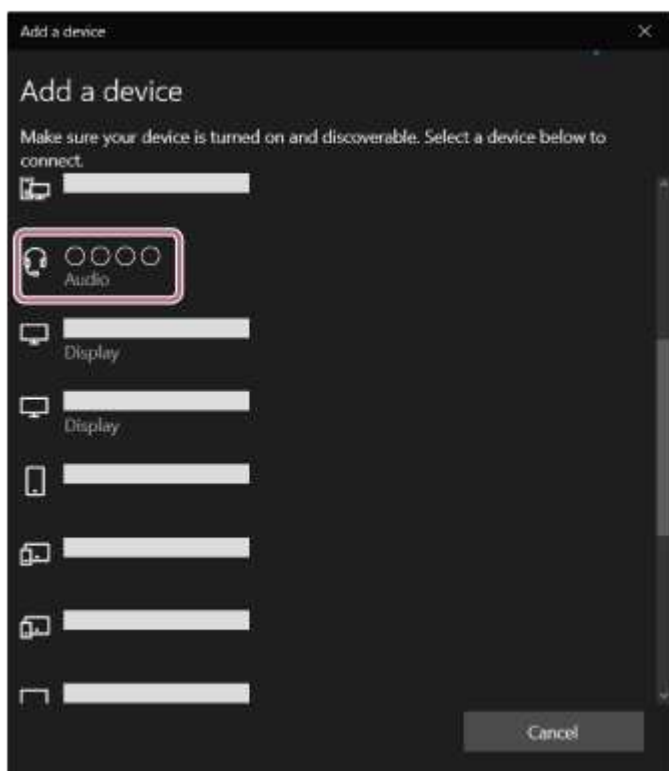 Add a device
Add a device
Make sure your device is turned on and discoverable. Select a device below to
connect.
○○○○
Audio
Display
Display
Cancel